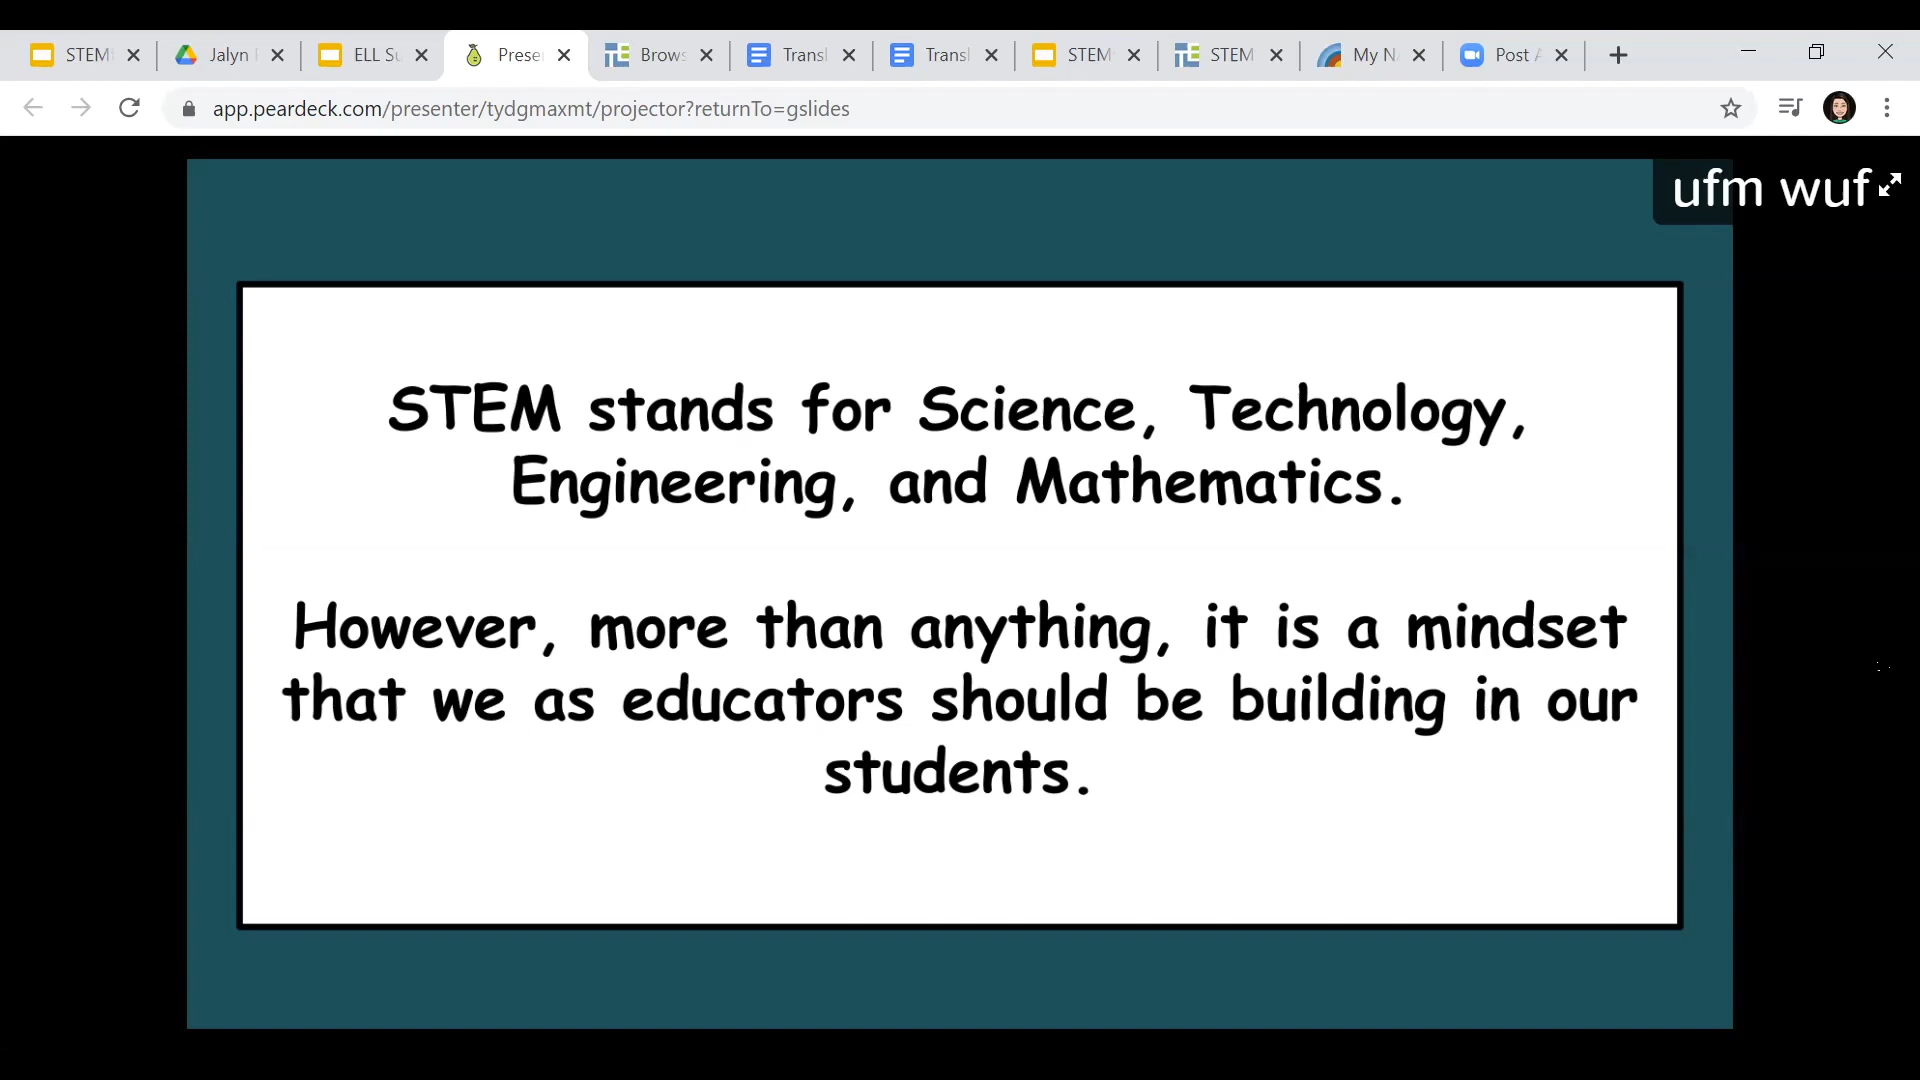 STEM
Jalyn
ELL Su
Prese
Brows
Transl
Transl
STEM
STEM
My N
Post A
app.peardeck.com/presenter/tydgmaxmt/projector?returnTo=gslides
ufm wuf
STEM stands for Science, Technology,
Engineering, and Mathematics.
However, more than anything, it is a mindset
that we as educators should be building in our
students.